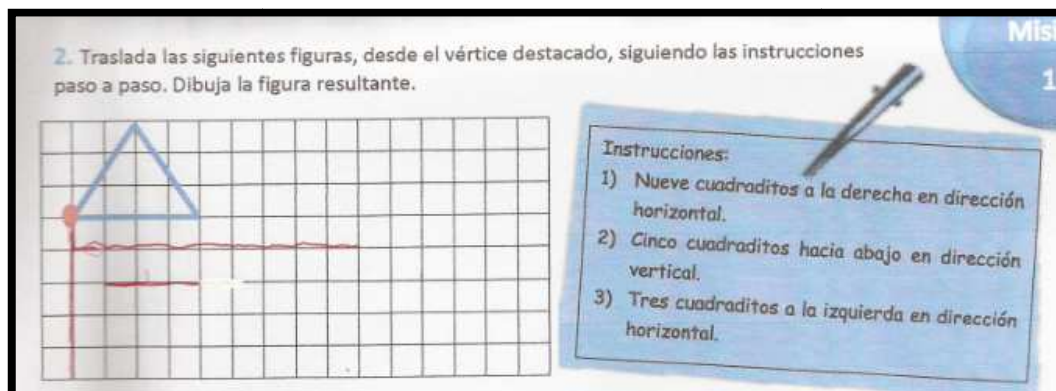 Misi
1
2. Traslada las siguientes figuras, desde el vértice destacado, siguiendo las instrucciones
paso a paso. Dibuja la figura resultante.
Instrucciones:
1) Nueve cuadraditos a la derecha en dirección
horizontal.
2) Cinco cuadraditos hacia abajo en dirección
vertical.
3) Tres cuadraditos a la izquierda en dirección
horizontal.